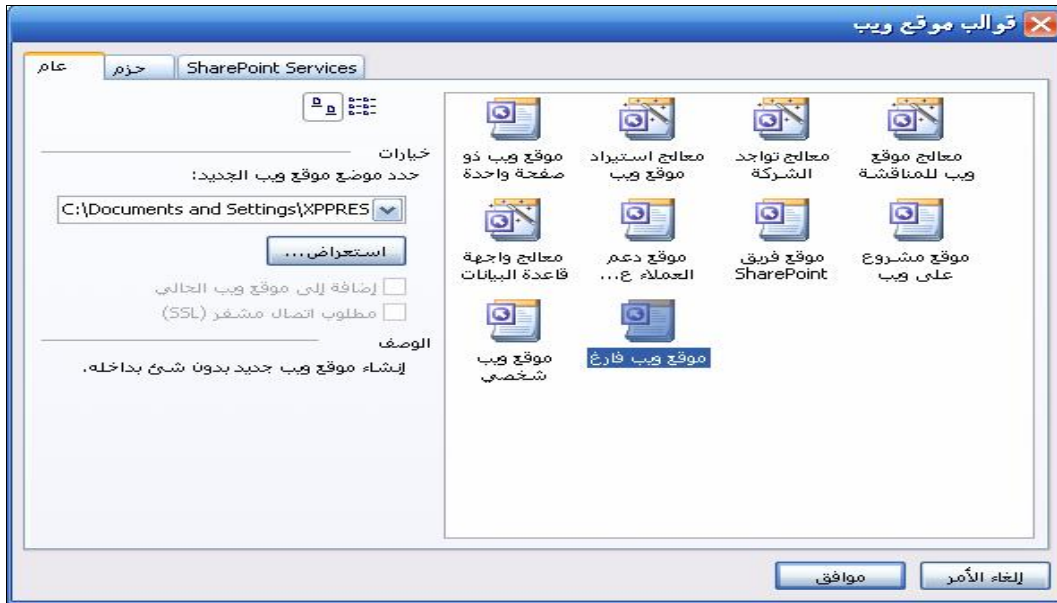 قوالب موقع ويب
عام
حزم
SharePoint Services
معالج موقع
ويب للمناقشة
معالج تواجد
الشركة
معالج استيراد
موقع ويب
موقع ويب ذو
صفحة واحدة
موقع مشروع
على ويب
موقع فريق
SharePoint
موقع دعم
العملاء ع...
معالج واجهة
قاعدة البيانات
موقع ويب فارغ
موقع ويب
شخصي
خيارات
حدد موضع موقع ويب الجديد:
C:\Documents and Settings\XPPRES
استعراض...
إضافة إلى موقع ويب الحالي
مطلوب اتصال مشفر (SSL)
الوصف
إنشاء موقع ويب جديد بدون شئ بداخله.
إلغاء الأمر
موافق